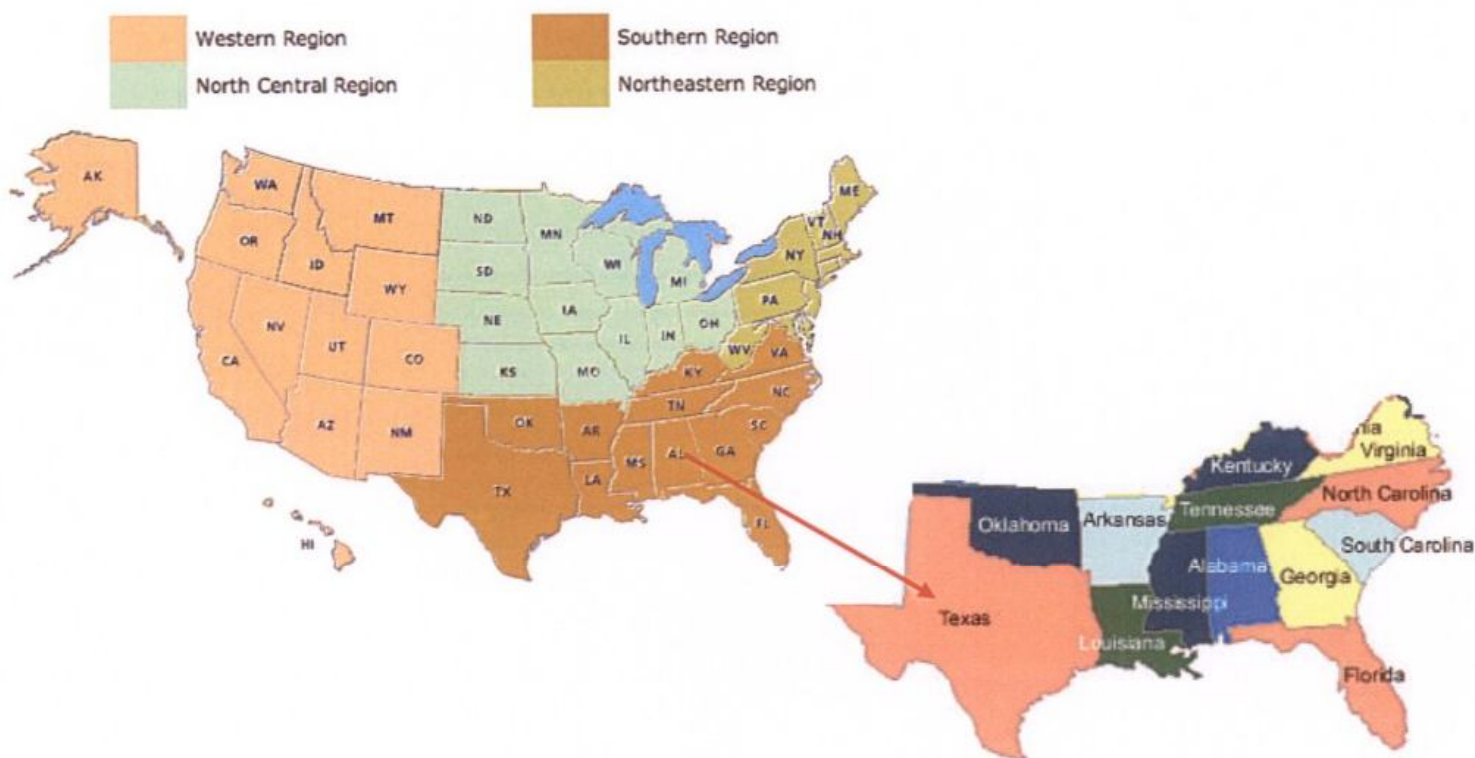 Western Region
Southern Region
North Central Region
Northeastern Region
AK
WA
MT
ND
MN
ME
VT
NH
OR
ID
SD
WI
NY
WY
MI
PA
IA
NE
NV
OH
IL
IN
UT
CA
CO
WV
VA
KS
MO
KY
NC
TN
AZ
NM
OK
AR
SC
MS
AL
GA
LA
TX
FL
HI
nia
Virginia
Kentucky
North Carolina
Tennessee
Arkansas
Oklahoma
South Carolina
Alabama
Georgia
Mississippi
Texas
Louisiana
Florida